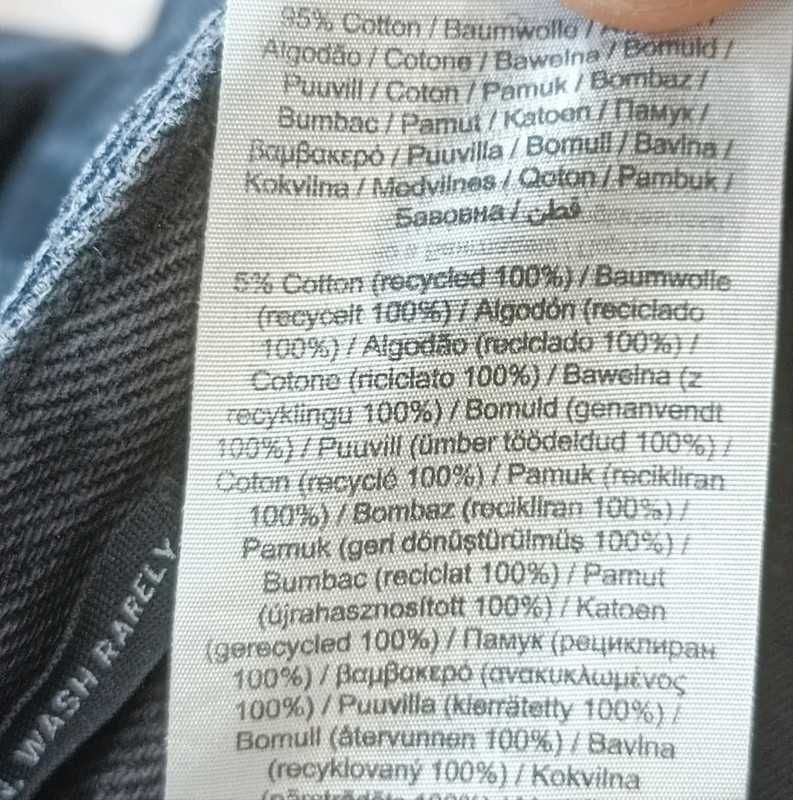 95% Cotton / Baumwolle /
Algodão / Cotone / Bawełna / Bomuld /
Puuvill / Coton / Pamuk / Bombaz /
Bumbac / Pamut / Katoen / Памук /
Βαμβακερό / Puuvilla / Bomull / Bavlna /
Kokvilna / Medvilnės / Qoton / Pambuk /
Бавовна / قطن
5% Cotton (recycled 100%) / Baumwolle
(recycelt 100%) / Algodón (reciclado
100%) / Algodão (reciclado 100%) /
Cotone (riciclato 100%) / Bawełna (z
recyklingu 100%) / Bomuld (genanvendt
100%) / Puuvill (ümber töödeldud 100%) /
Coton (recyclé 100%) / Pamuk (recikliran
100%) / Bombaz (recikliran 100%) /
Pamuk (geri dönüştürülmüş 100%) /
Bumbac (reciclat 100%) / Pamut
(újrahasznosított 100%) / Katoen
(gerecycled 100%) / Памук (рециклиран
100%) / βαμβακερό (ανακυκλωμένος
100%) / Puuvilla (kierrätetty 100%) /
Bomull (återvunnen 100%) / Bavlna
(recyklovaný 100%) / Kokvilna
WASH RARELY